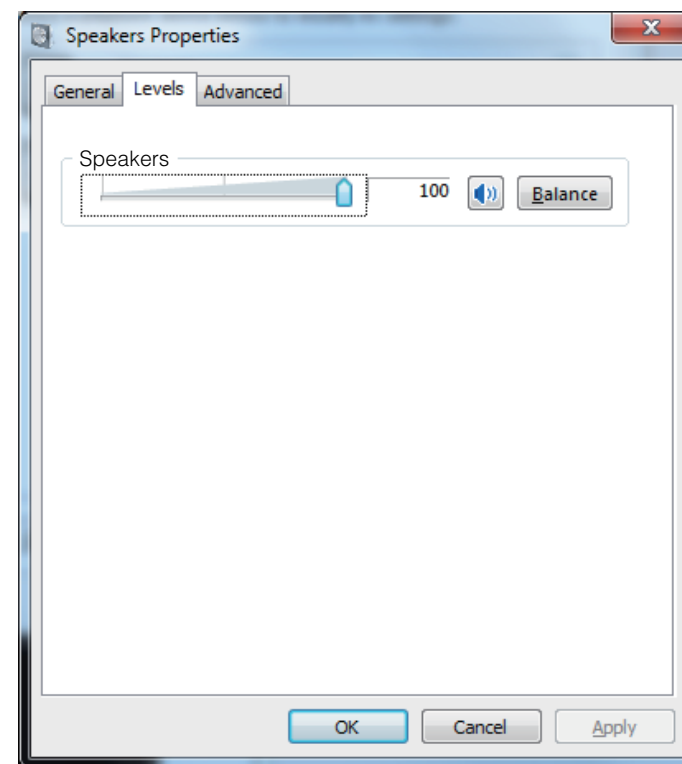 Speakers Properties
General Levels Advanced
Speakers
100 Balance
OK Cancel Apply